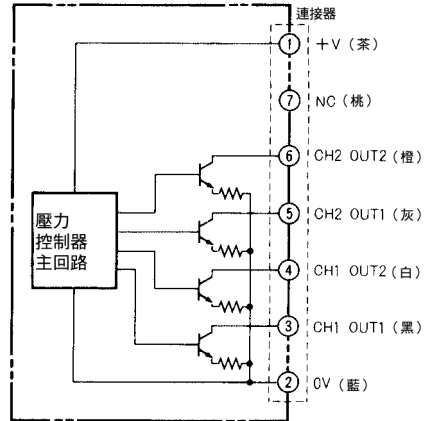 連接器
1 +V（茶）
7 NC（桃）
6 CH2 OUT2（橙）
5 CH2 OUT1（灰）
4 CH1 OUT2（白）
3 CH1 OUT1（黑）
2 0V（藍）
壓力
控制器
主回路